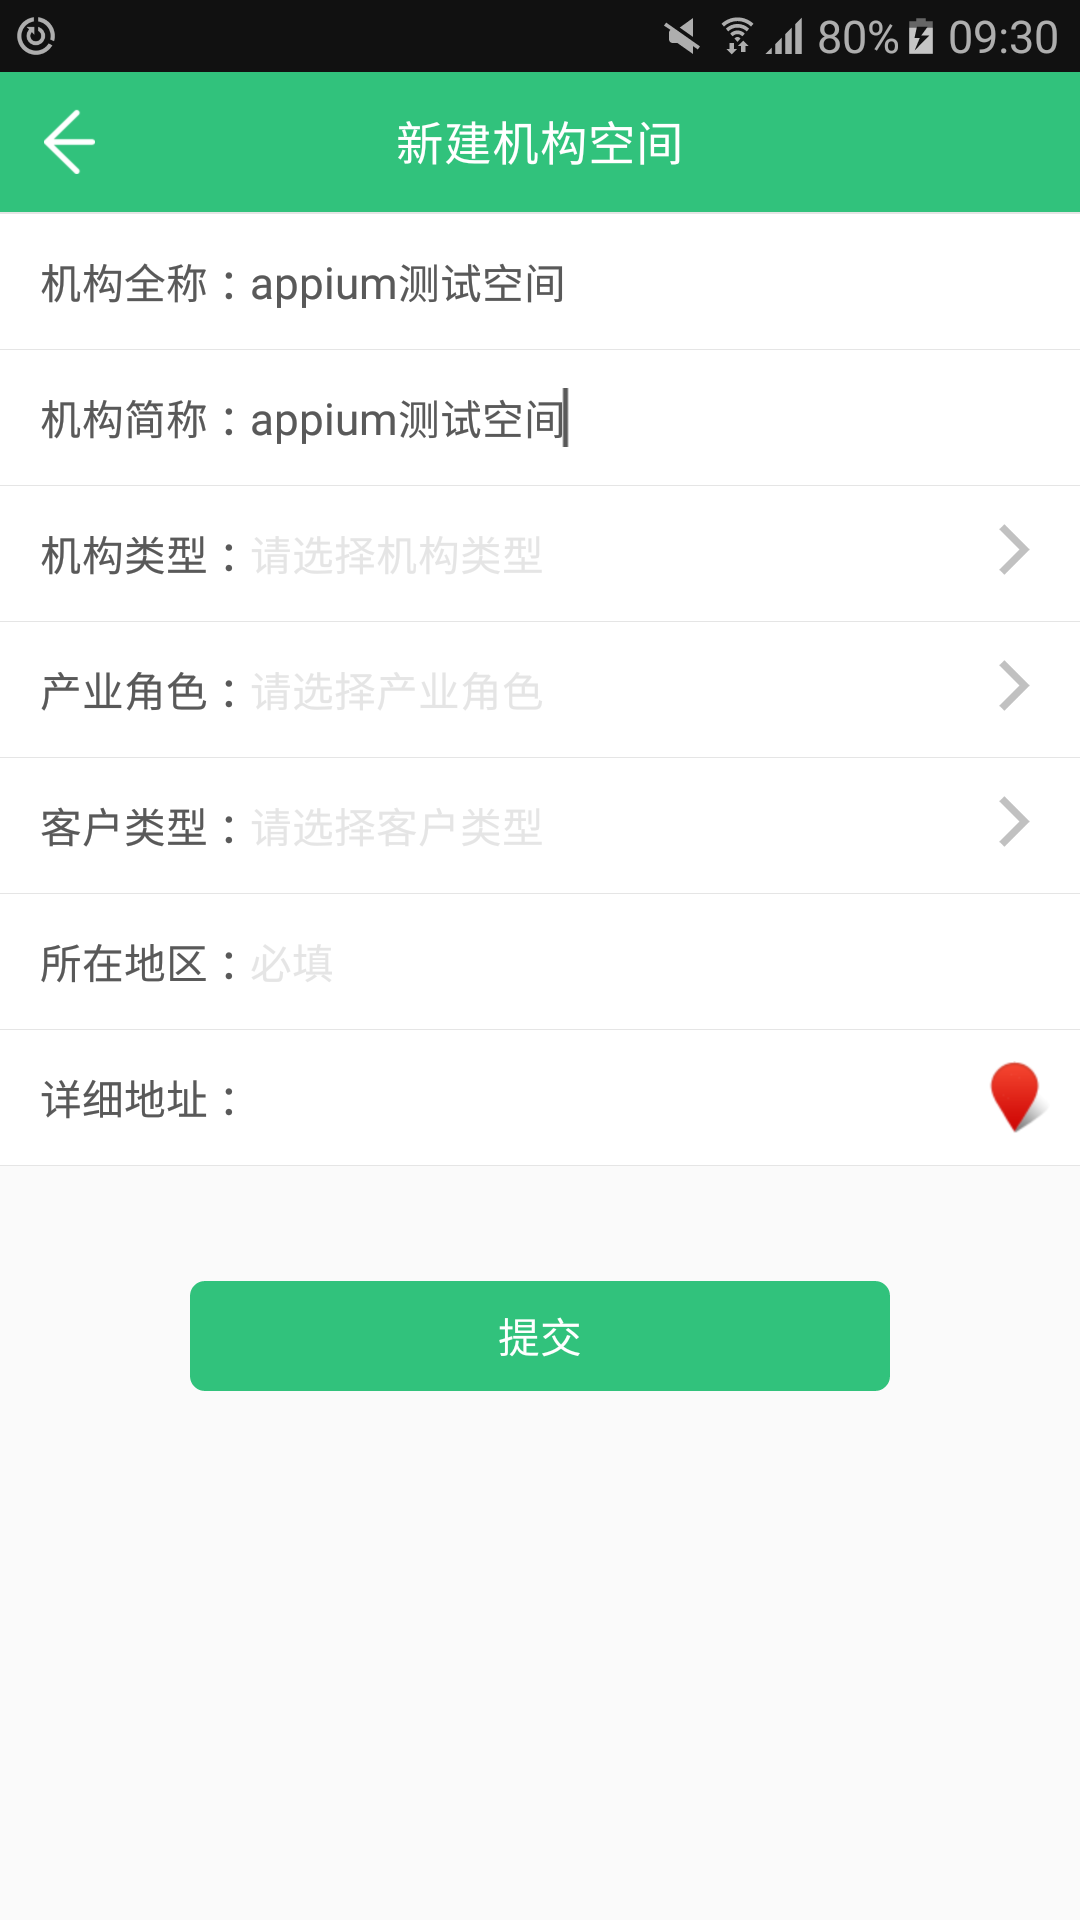 80% 09:30
新建机构空间
机构全称：appium测试空间
机构简称：appium测试空间
机构类型：请选择机构类型
产业角色：请选择产业角色
客户类型：请选择客户类型
所在地区：必填
详细地址：
提交